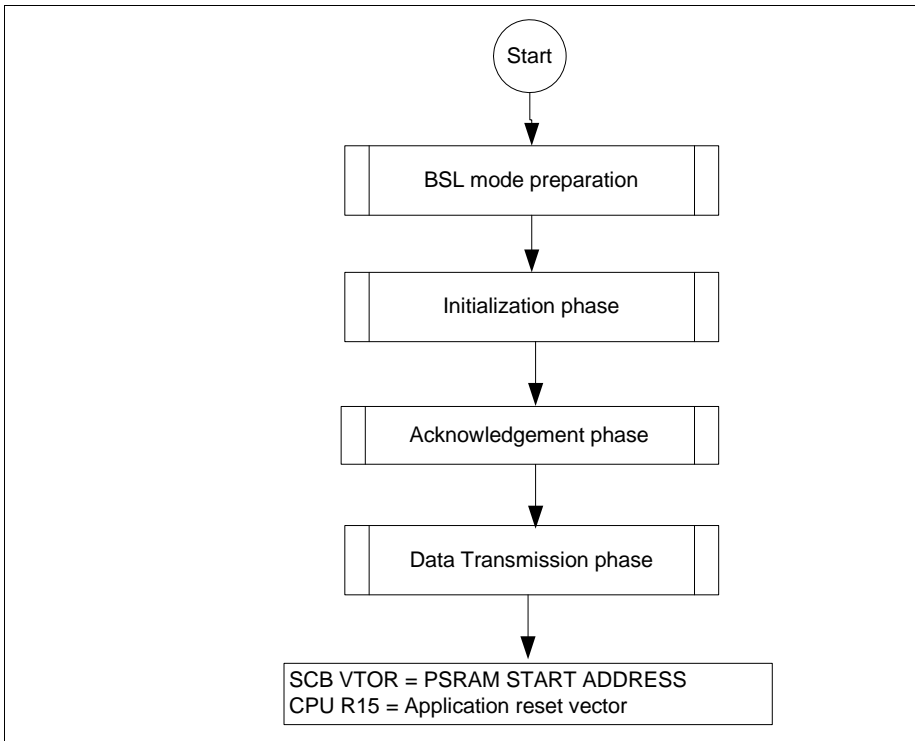 Start
BSL mode preparation
Initialization phase
Acknowledgement phase
Data Transmission phase
SCB VTOR = PSRAM START ADDRESS
CPU R15 = Application reset vector